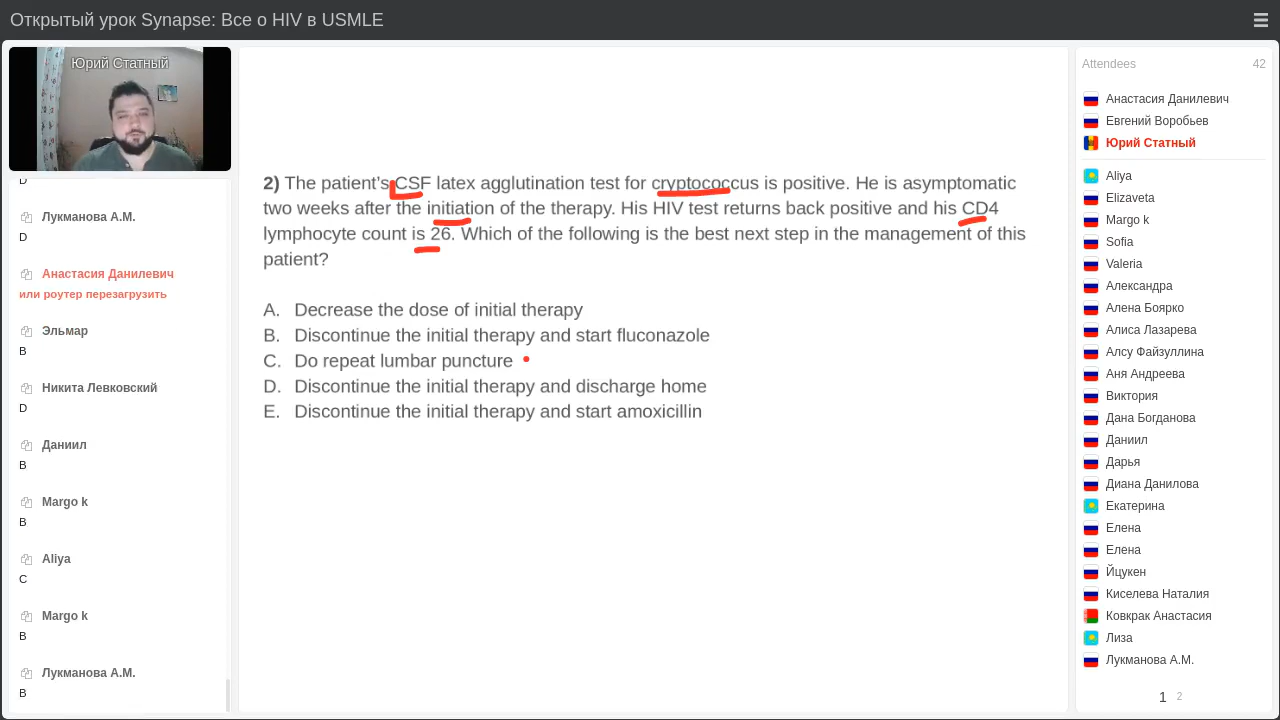 Открытый урок Synapse: Все о HIV в USMLE
Юрий Статный
D
Лукманова А.М.
D
Анастасия Данилевич
или роутер перезагрузить
Эльмар
B
Никита Левковский
D
Даниил
B
Margo k
B
Aliya
C
Margo k
B
Лукманова А.М.
B
2) The patient's CSF latex agglutination test for cryptococcus is positive. He is asymptomatic
two weeks after the initiation of the therapy. His HIV test returns back positive and his CD4
lymphocyte count is 26. Which of the following is the best next step in the management of this
patient?
A. Decrease the dose of initial therapy
B. Discontinue the initial therapy and start fluconazole
C. Do repeat lumbar puncture
D. Discontinue the initial therapy and discharge home
E. Discontinue the initial therapy and start amoxicillin
Attendees 42
Анастасия Данилевич
Евгений Воробьев
Юрий Статный
Aliya
Elizaveta
Margo k
Sofia
Valeria
Александра
Алена Боярко
Алиса Лазарева
Алсу Файзуллина
Аня Андреева
Виктория
Дана Богданова
Даниил
Дарья
Диана Данилова
Екатерина
Елена
Елена
Йцукен
Киселева Наталия
Ковкрак Анастасия
Лиза
Лукманова А.М.
1 2